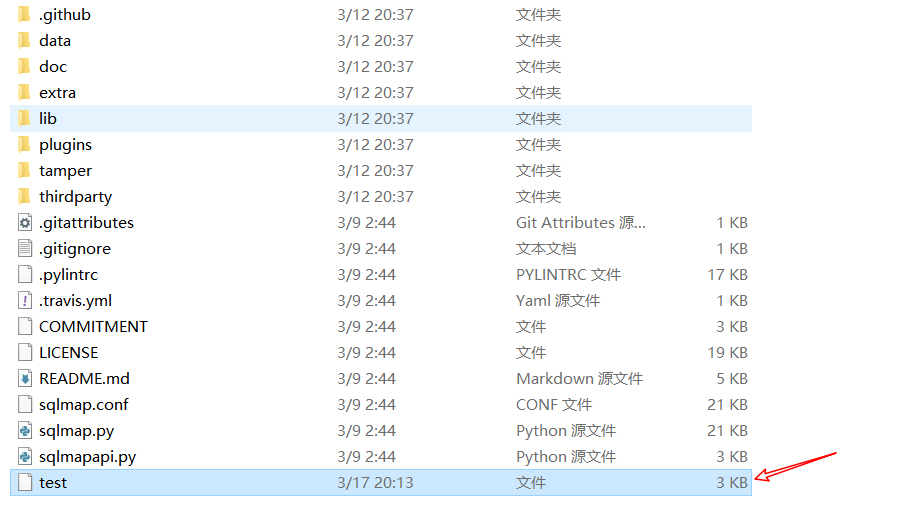 .github 3/12 20:37 文件夹
data 3/12 20:37 文件夹
doc 3/12 20:37 文件夹
extra 3/12 20:37 文件夹
lib 3/12 20:37 文件夹
plugins 3/12 20:37 文件夹
tamper 3/12 20:37 文件夹
thirdparty 3/12 20:37 文件夹
.gitattributes 3/9 2:44 Git Attributes 源... 1 KB
.gitignore 3/9 2:44 文本文档 1 KB
.pylintrc 3/9 2:44 PYLINTRC 文件 17 KB
.travis.yml 3/9 2:44 Yaml 源文件 1 KB
COMMITMENT 3/9 2:44 文件 3 KB
LICENSE 3/9 2:44 文件 19 KB
README.md 3/9 2:44 Markdown 源文件 5 KB
sqlmap.conf 3/9 2:44 CONF 文件 21 KB
sqlmap.py 3/9 2:44 Python 源文件 21 KB
sqlmapapi.py 3/9 2:44 Python 源文件 3 KB
test 3/17 20:13 文件 3 KB